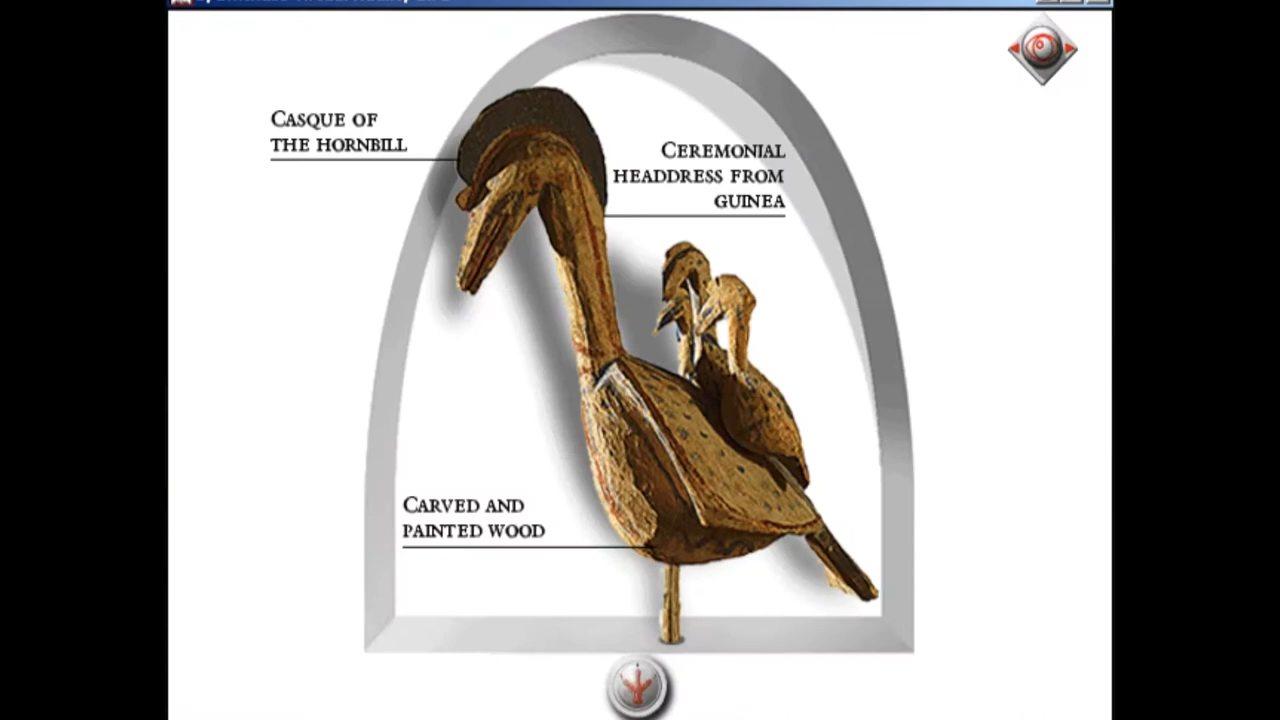 Casque of
the hornbill
Ceremonial
headdress from
Guinea
Carved and
painted wood